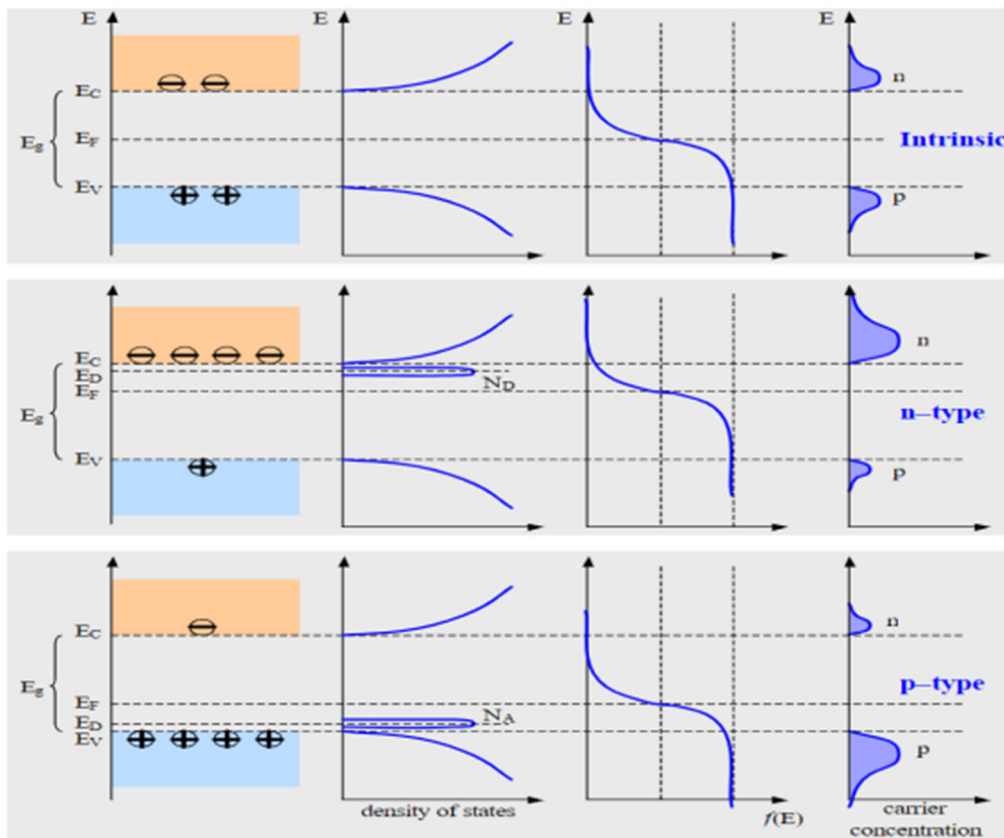 E E E E
E_C
n
E_g
E_F
Intrinsic
E_V
p
E_C
n
E_D
N_D
E_F
E_g
n–type
E_V
p
E_C
n
E_g
p–type
E_F
N_A
E_D
E_V
p
density of states
f(E)
carrier
concentration